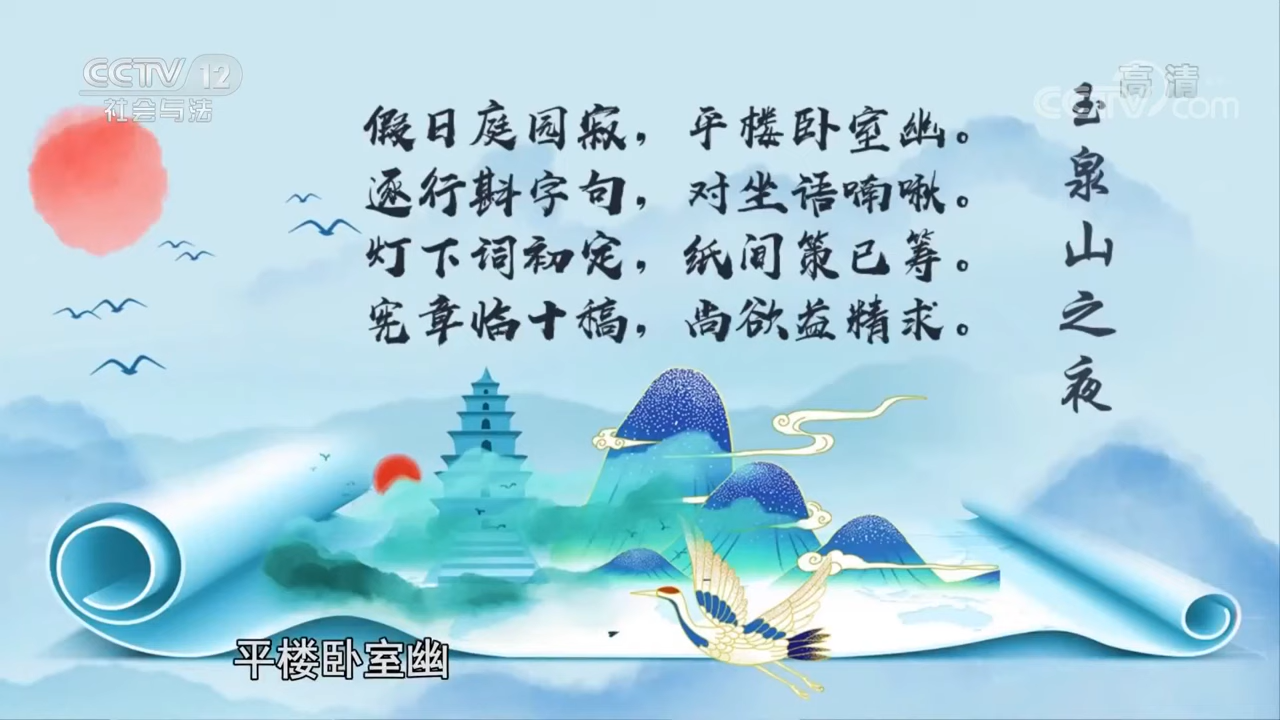 CCTV 12
社会与法
高清
CCTV.com
玉泉山之夜
假日庭园寂，平楼卧室幽。
逐行斟字句，对坐语喃啾。
灯下词初定，纸间策已筹。
宪章临十稿，尚欲益精求。
平楼卧室幽